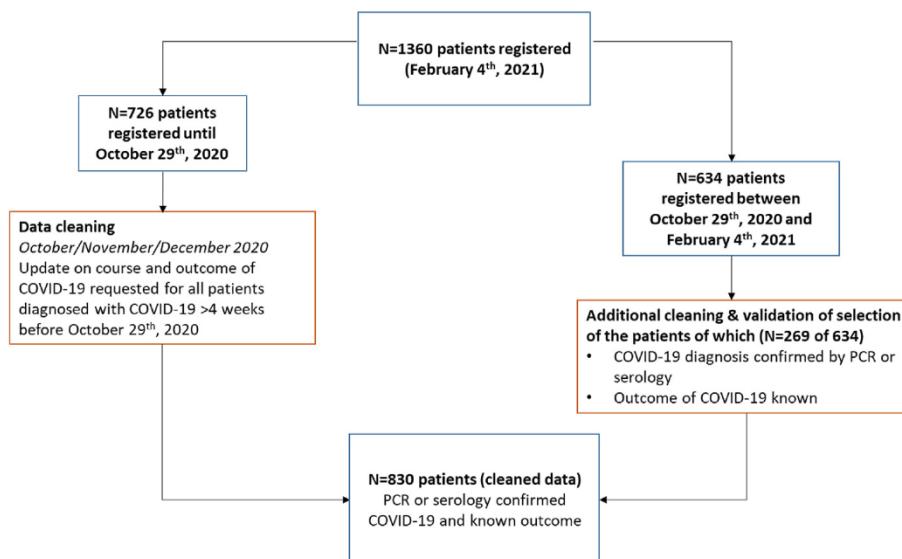 N=1360 patients registered
(February 4th, 2021)
N=726 patients
registered until
October 29th, 2020
N=634 patients
registered between
October 29th, 2020 and
February 4th, 2021
Data cleaning
October/November/December 2020
Update on course and outcome of
COVID-19 requested for all patients
diagnosed with COVID-19 >4 weeks
before October 29th, 2020
Additional cleaning & validation of selection
of the patients of which (N=269 of 634)
• COVID-19 diagnosis confirmed by PCR or
serology
• Outcome of COVID-19 known
N=830 patients (cleaned data)
PCR or serology confirmed
COVID-19 and known outcome